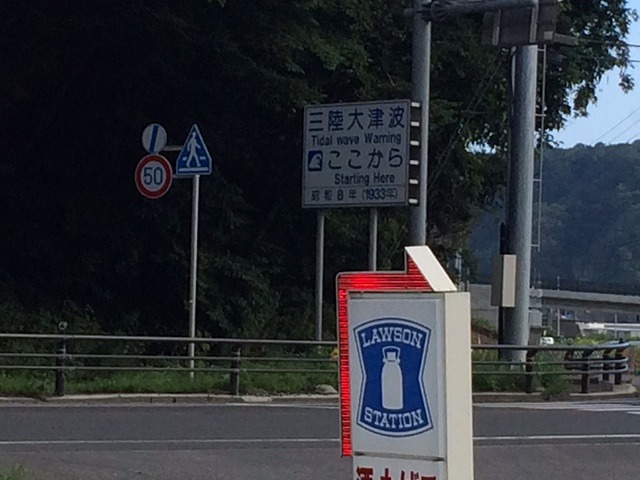 三陸大津波
Tidal wave Warning
ここから
Starting Here
昭和8年(1933年)
50
LAWSON
STATION